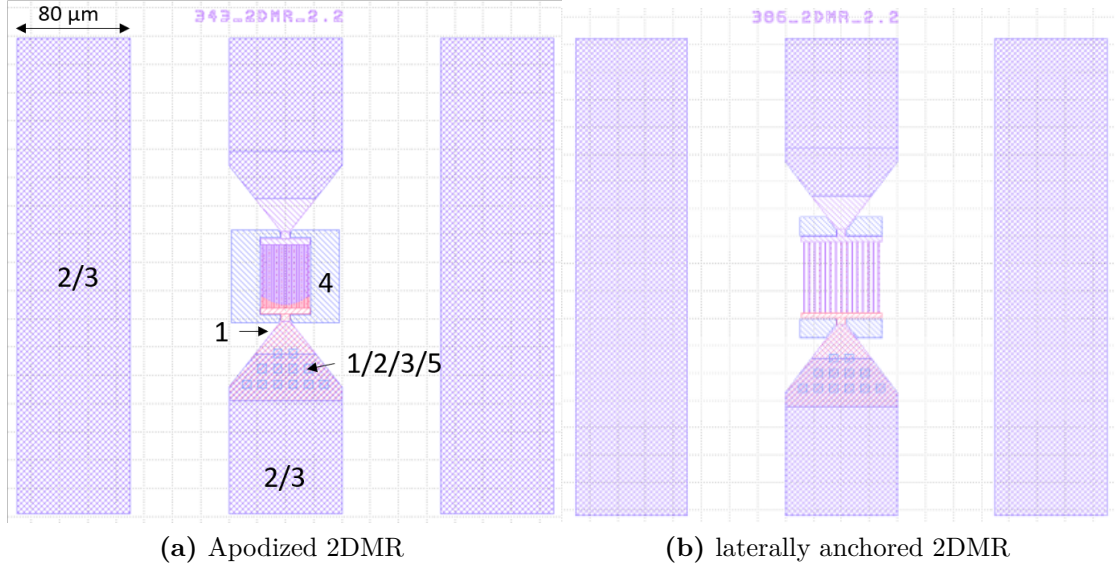 80 μm
343_2DMR_2.2
386_2DMR_2.2
2/3
4
1
1/2/3/5
2/3
(a) Apodized 2DMR
(b) laterally anchored 2DMR